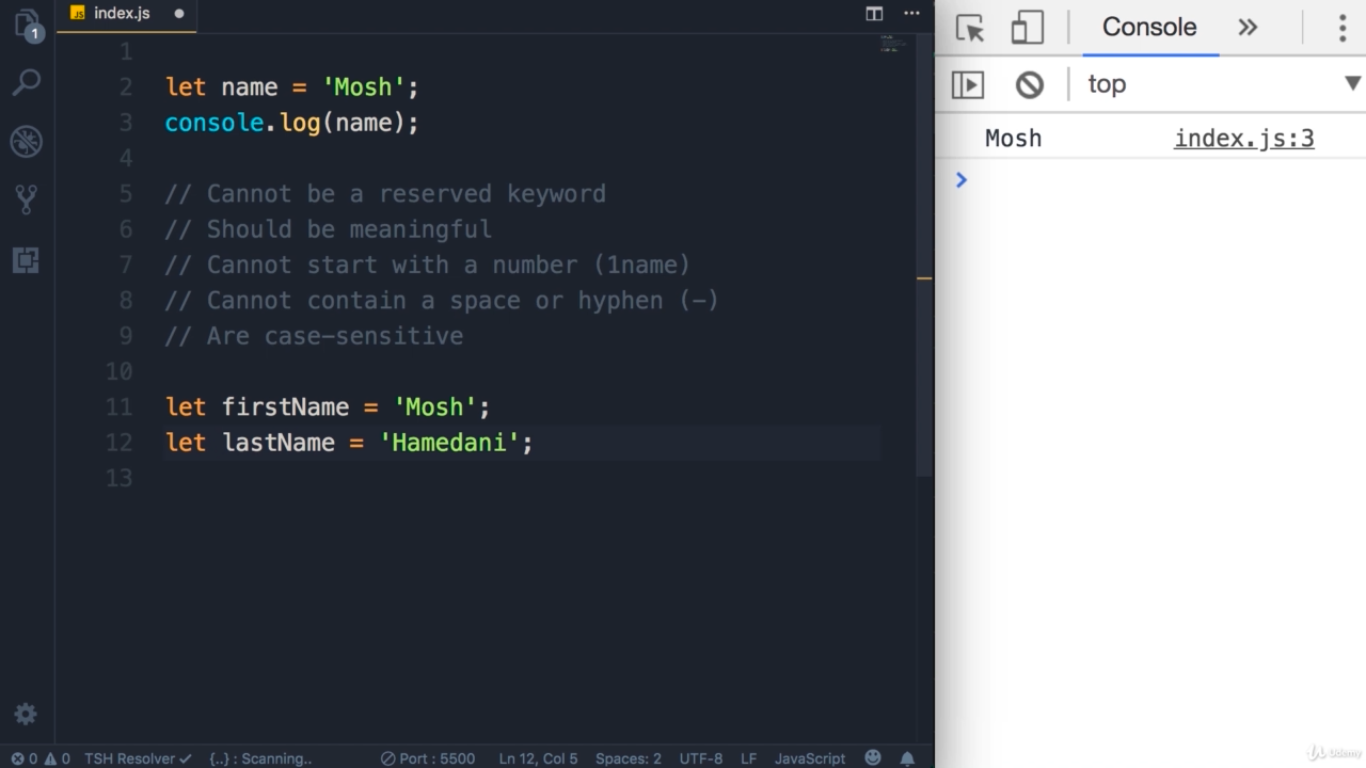 index.js
1
1
2 let name = 'Mosh';
3 console.log(name);
4
5 // Cannot be a reserved keyword
6 // Should be meaningful
7 // Cannot start with a number (1name)
8 // Cannot contain a space or hyphen (-)
9 // Are case-sensitive
10
11 let firstName = 'Mosh';
12 let lastName = 'Hamedani';
13
0 0 TSH Resolver {..} : Scanning.. Port : 5500 Ln 12, Col 5 Spaces: 2 UTF-8 LF JavaScript
Console
top
Mosh index.js:3
Udemy